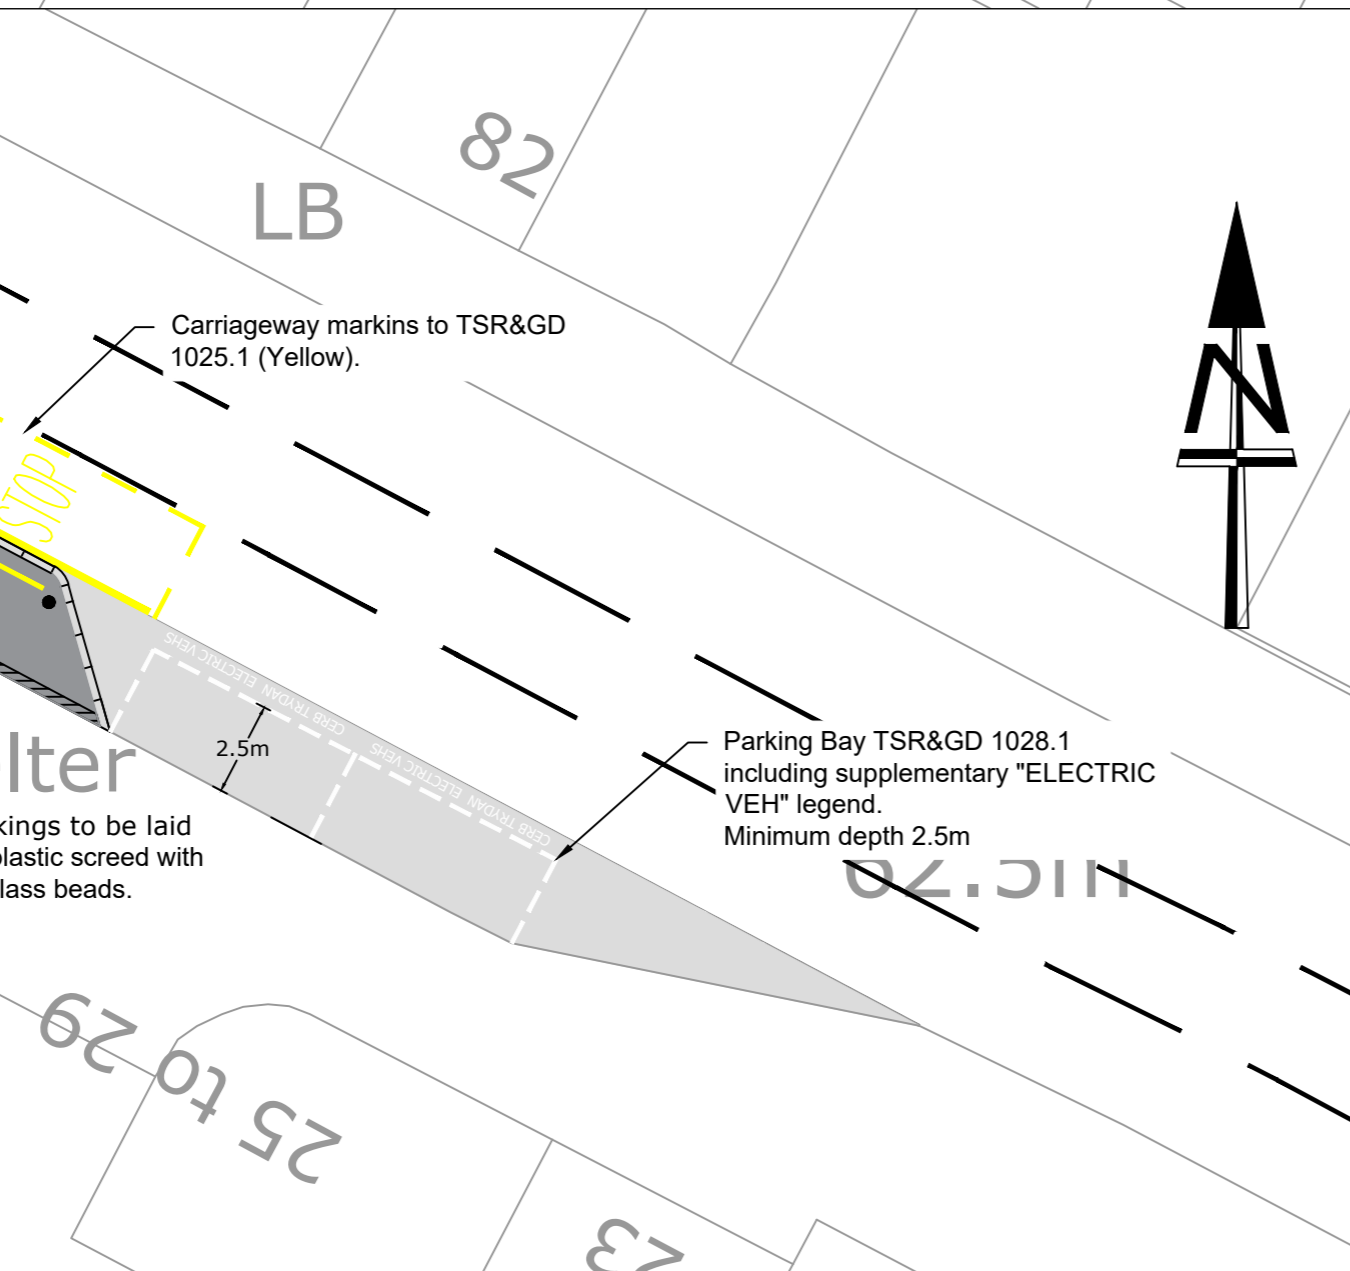 82
LB
Carriageway markins to TSR&GD
1025.1 (Yellow).
N
STOP
CERB TRYDAN ELECTRIC VEHS
CERB TRYDAN ELECTRIC VEHS
2.5m
lter
Parking Bay TSR&GD 1028.1
including supplementary "ELECTRIC
VEH" legend.
Minimum depth 2.5m
kings to be laid
plastic screed with
lass beads.
62.5m
25 to 29
23